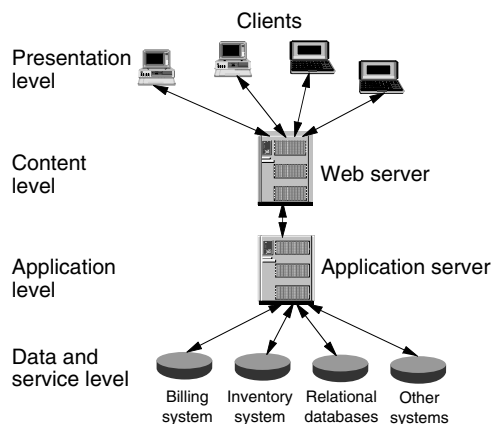 Clients
Presentation
level
Content
level
Web server
Application
level
Application server
Data and
service level
Billing
system
Inventory
system
Relational
databases
Other
systems